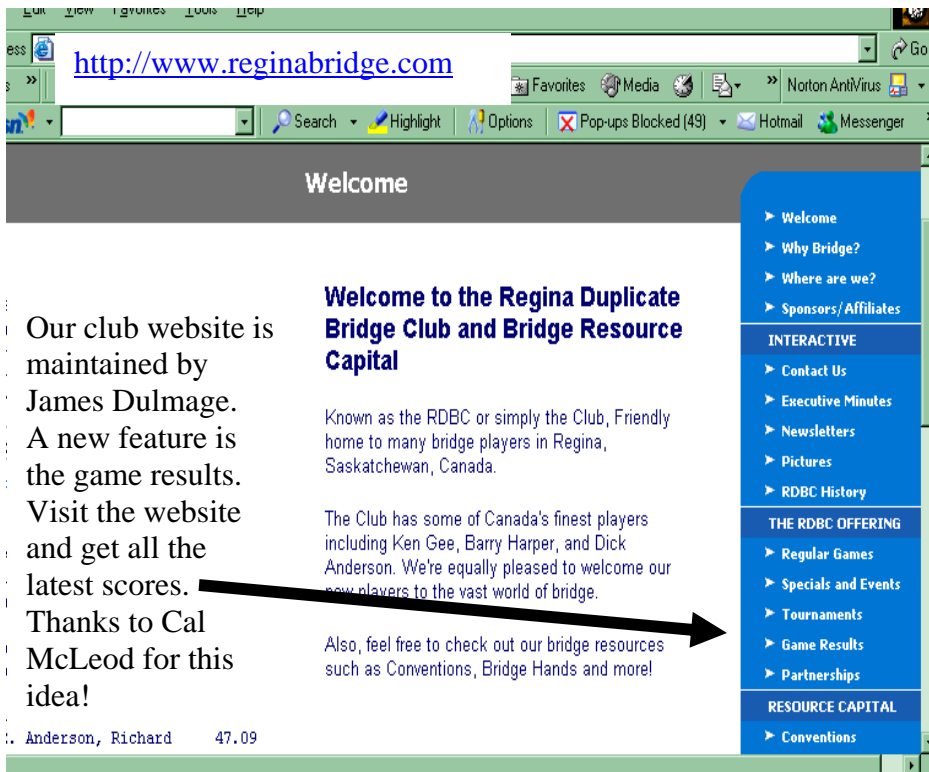 Edit View Favorites Tools Help
ess
http://www.reginabridge.com
Go
s » Favorites Media » Norton AntiVirus
Search Highlight Options Pop-ups Blocked (49) Hotmail Messenger
Welcome
Our club website is
maintained by
James Dulmage.
A new feature is
the game results.
Visit the website
and get all the
latest scores.
Thanks to Cal
McLeod for this
idea!
. Anderson, Richard 47.09
Welcome to the Regina Duplicate
Bridge Club and Bridge Resource
Capital
Known as the RDBC or simply the Club, Friendly
home to many bridge players in Regina,
Saskatchewan, Canada.
The Club has some of Canada's finest players
including Ken Gee, Barry Harper, and Dick
Anderson. We're equally pleased to welcome our
new players to the vast world of bridge.
Also, feel free to check out our bridge resources
such as Conventions, Bridge Hands and more!
Welcome
Why Bridge?
Where are we?
Sponsors/Affiliates
INTERACTIVE
Contact Us
Executive Minutes
Newsletters
Pictures
RDBC History
THE RDBC OFFERING
Regular Games
Specials and Events
Tournaments
Game Results
Partnerships
RESOURCE CAPITAL
Conventions